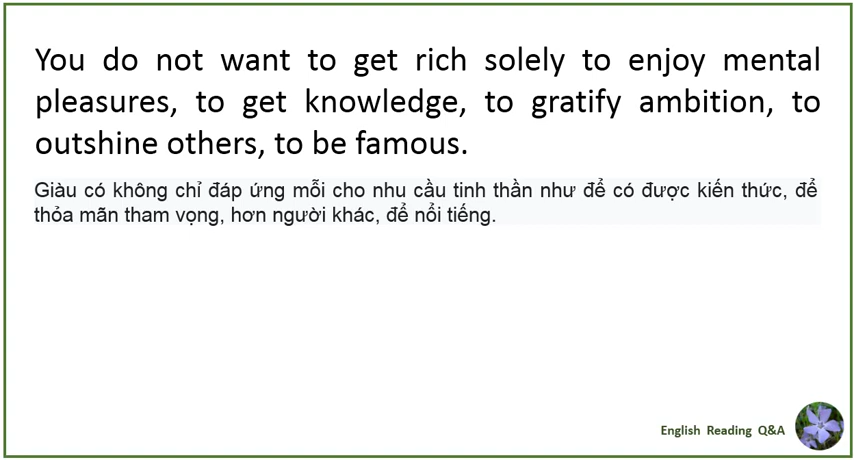 You do not want to get rich solely to enjoy mental
pleasures, to get knowledge, to gratify ambition, to
outshine others, to be famous.
Giàu có không chỉ đáp ứng mỗi cho nhu cầu tinh thần như để có được kiến thức, để
thỏa mãn tham vọng, hơn người khác, để nổi tiếng.
English Reading Q&A